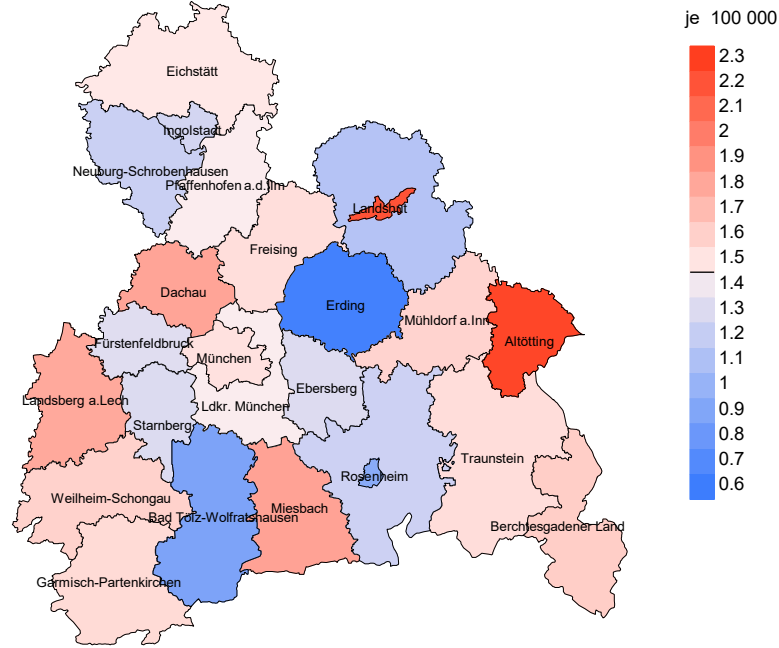 je 100 000
2.3
2.2
2.1
2
1.9
1.8
1.7
1.6
1.5
1.4
1.3
1.2
1.1
1
0.9
0.8
0.7
0.6
Eichstätt
Ingolstadt
Neuburg-Schrobenhausen
Pfaffenhofen a.d.Ilm
Landshut
Freising
Dachau
Erding
Mühldorf a.Inn
Altötting
Fürstenfeldbruck
München
Ebersberg
Landsberg a.Lech
Ldkr. München
Starnberg
Traunstein
Rosenheim
Weilheim-Schongau
Miesbach
Bad Tölz-Wolfratshausen
Berchtesgadener Land
Garmisch-Partenkirchen